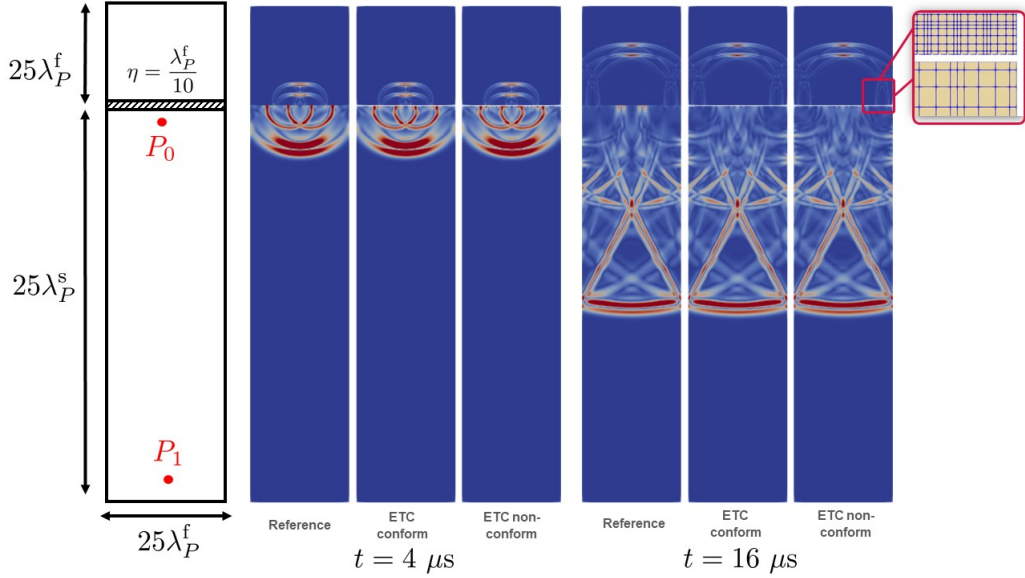 25λ_P^f
η = λ_P^f / 10
P_0
25λ_P^s
P_1
25λ_P^f
Reference
ETC
conform
ETC non-
conform
t = 4 μs
Reference
ETC
conform
ETC non-
conform
t = 16 μs